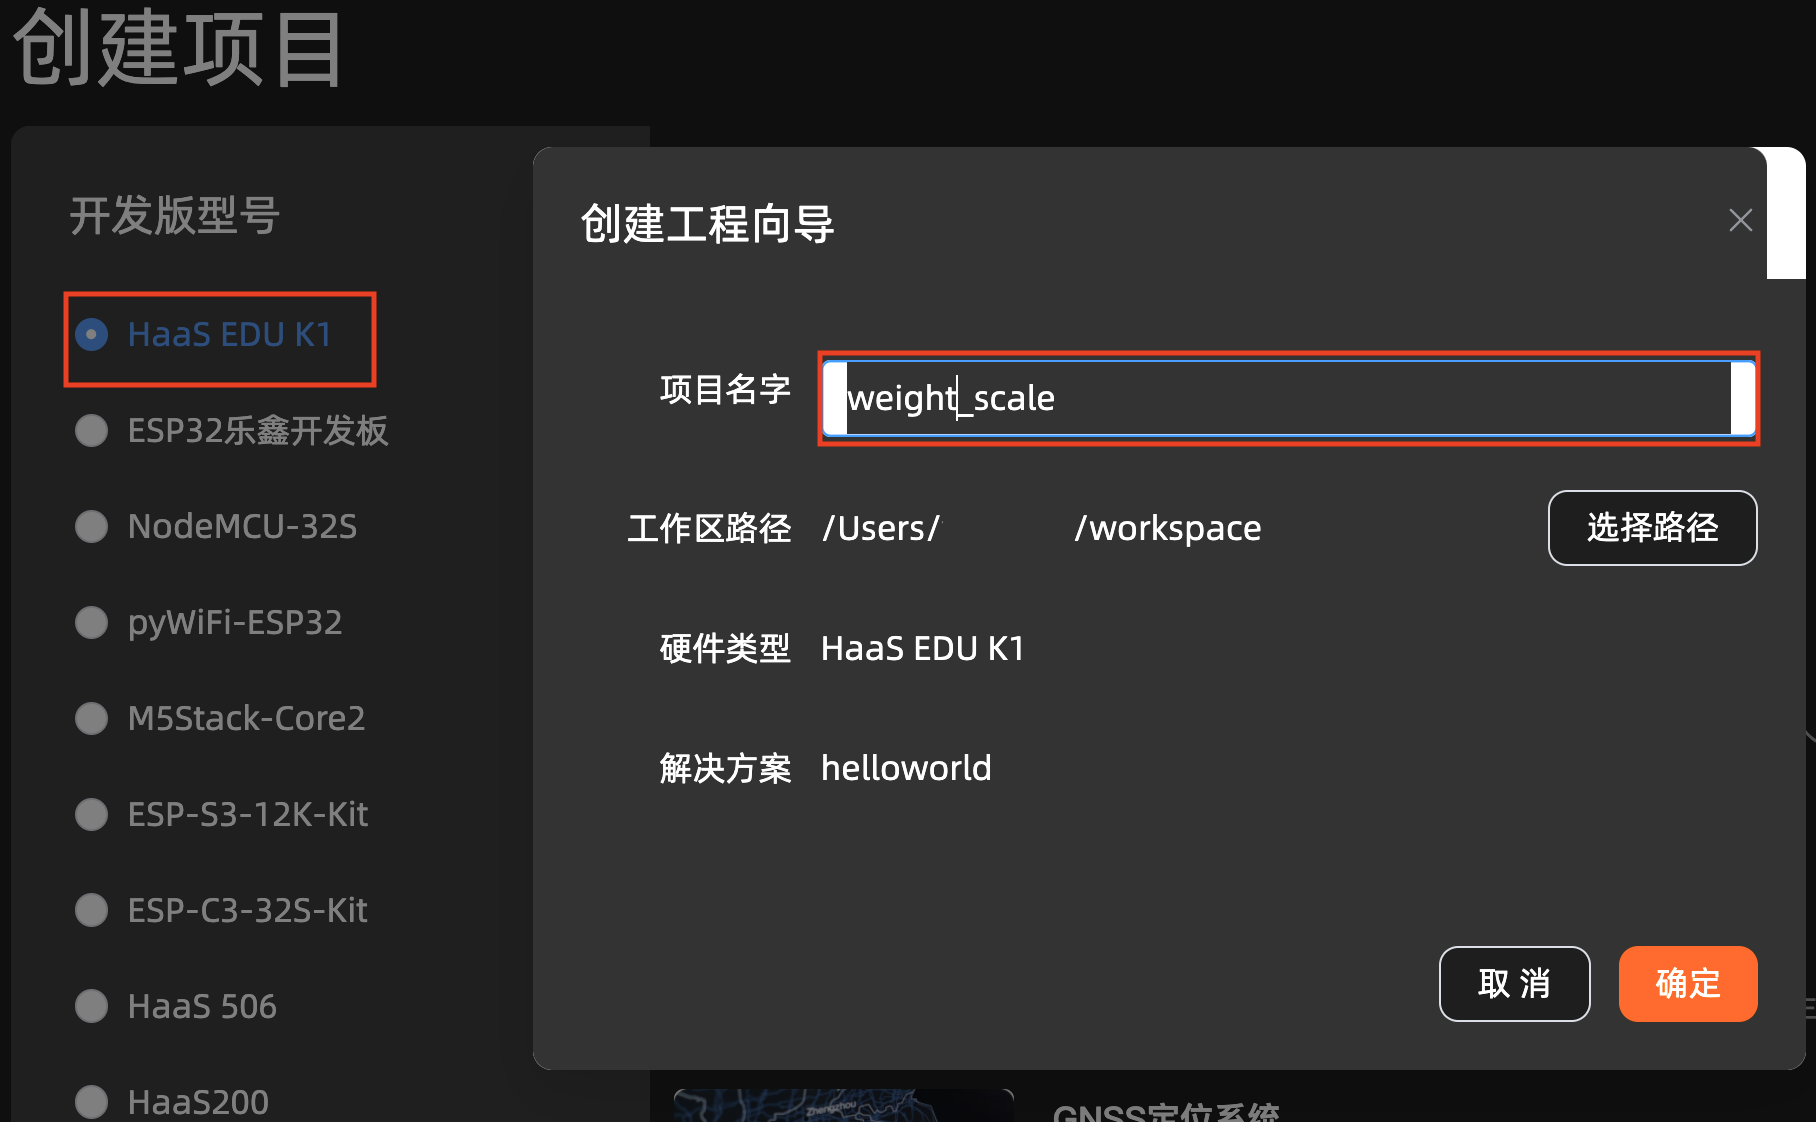 创建项目
开发版型号
HaaS EDU K1
ESP32乐鑫开发板
NodeMCU-32S
pyWiFi-ESP32
M5Stack-Core2
ESP-S3-12K-Kit
ESP-C3-32S-Kit
HaaS 506
HaaS200
创建工程向导
项目名字 weight_scale
工作区路径 /Users/ /workspace 选择路径
硬件类型 HaaS EDU K1
解决方案 helloworld
取 消 确定
Zhengzhou
GNSS定位系统